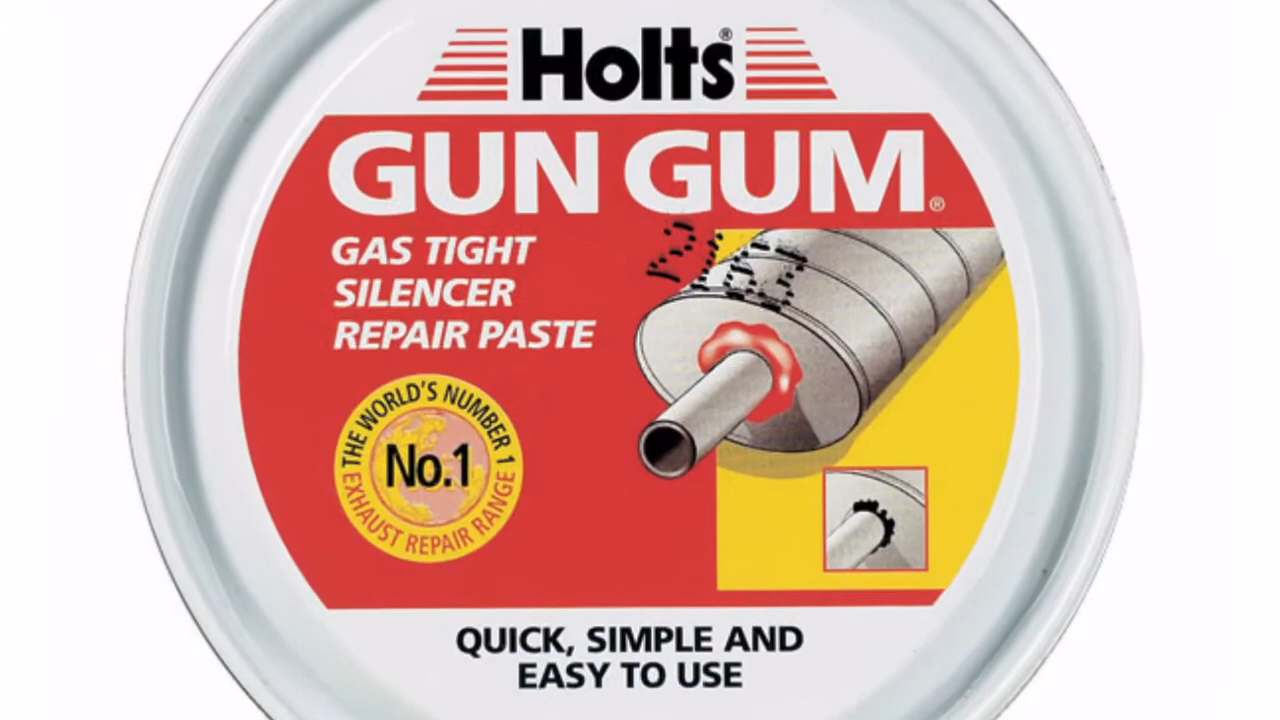 Holts®
GUN GUM®
GAS TIGHT
SILENCER
REPAIR PASTE
THE WORLD'S NUMBER 1
No.1
EXHAUST REPAIR RANGE
QUICK, SIMPLE AND
EASY TO USE